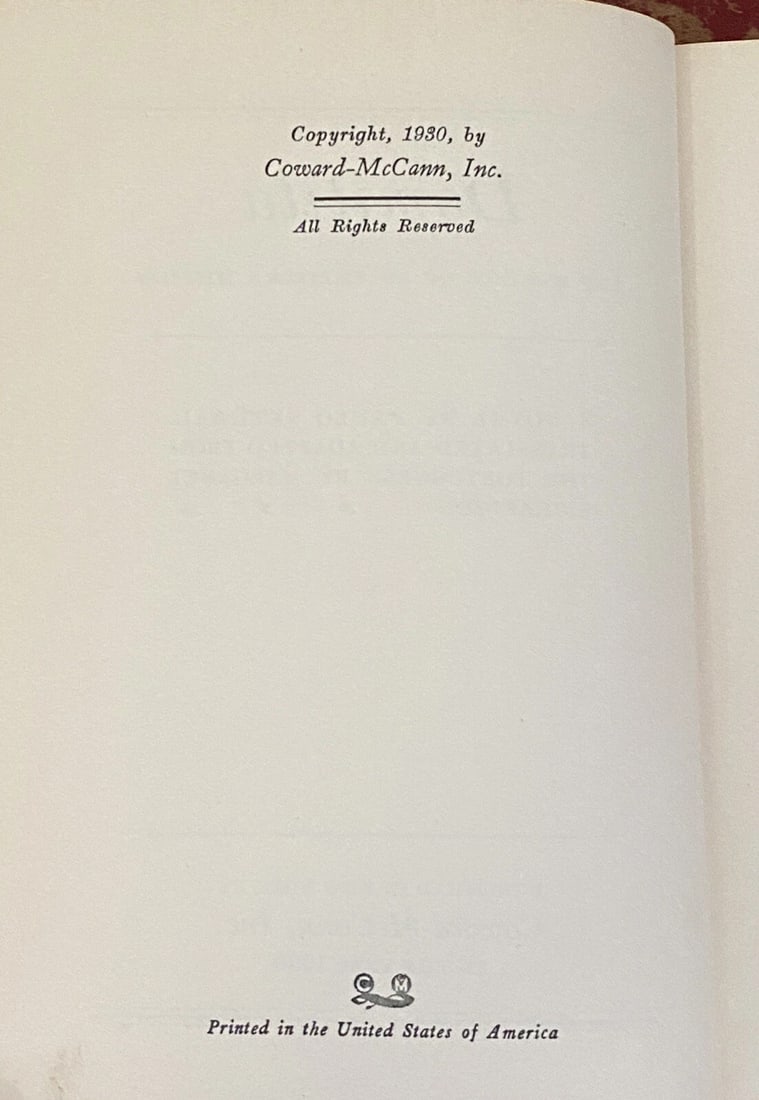 Copyright, 1930, by
Coward-McCann, Inc.
All Rights Reserved
C M
Printed in the United States of America